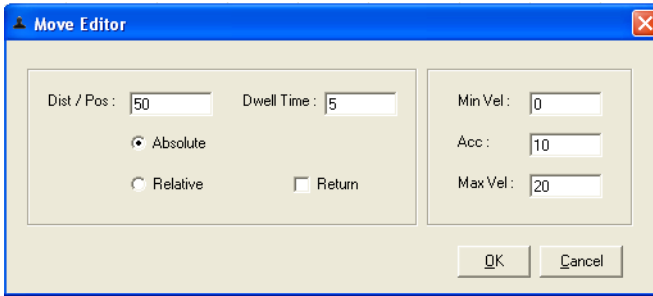 Move Editor
Dist / Pos : 50 Dwell Time : 5
Absolute
Relative Return
Min Vel : 0
Acc : 10
Max Vel : 20
OK Cancel